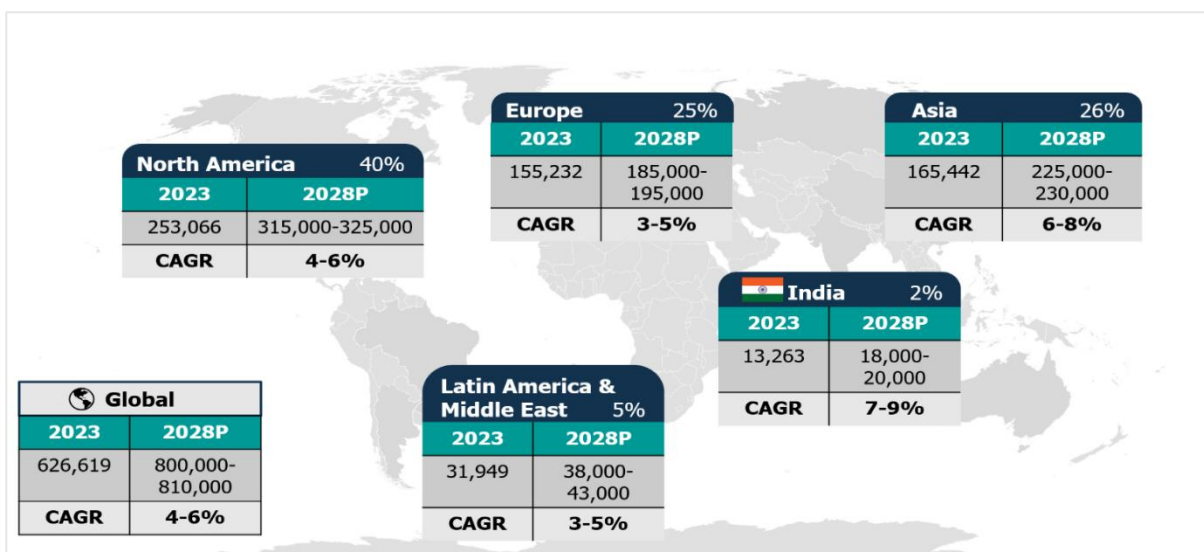 North America 40%
2023 2028P
253,066 315,000-325,000
CAGR 4-6%
Europe 25%
2023 2028P
155,232 185,000-
195,000
CAGR 3-5%
Asia 26%
2023 2028P
165,442 225,000-
230,000
CAGR 6-8%
India 2%
2023 2028P
13,263 18,000-
20,000
CAGR 7-9%
Latin America &
Middle East 5%
2023 2028P
31,949 38,000-
43,000
CAGR 3-5%
Global
2023 2028P
626,619 800,000-
810,000
CAGR 4-6%